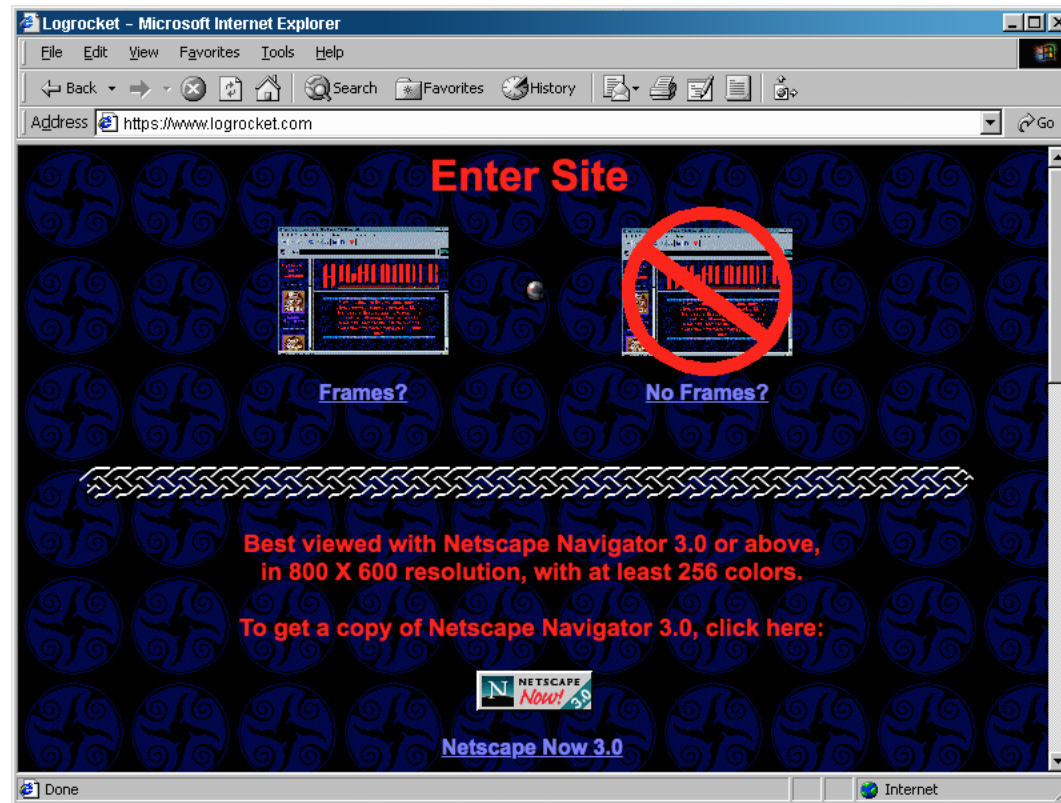 Logrocket - Microsoft Internet Explorer
File Edit View Favorites Tools Help
Back Search Favorites History
Address https://www.logrocket.com Go
Enter Site
HIGHLANDER HIGHLANDER
Frames? No Frames?
Best viewed with Netscape Navigator 3.0 or above,
in 800 X 600 resolution, with at least 256 colors.
To get a copy of Netscape Navigator 3.0, click here:
N NETSCAPE
Now! 3.0
Netscape Now 3.0
Done Internet